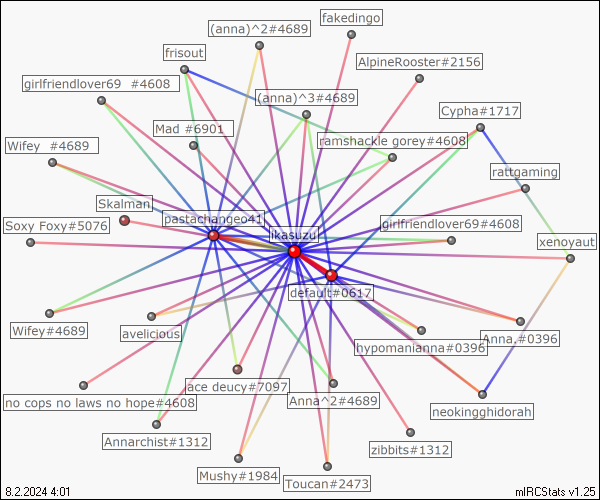 fakedingo
(anna)^2#4689
frisout
AlpineRooster#2156
girlfriendlover69 #4608
(anna)^3#4689
Cypha#1717
Mad #6901
ramshackle gorey#4608
Wifey #4689
rattgaming
Skalman
pastachangeo41
Soxy Foxy#5076
ikasuzu
girlfriendlover69#4608
xenoyaut
default#0617
Wifey#4689
avelicious
Anna.#0396
hypomanianna#0396
ace deucy#7097
no cops no laws no hope#4608
Anna^2#4689
neokingghidorah
Annarchist#1312
zibbits#1312
Mushy#1984
Toucan#2473
8.2.2024 4:01
mIRCStats v1.25